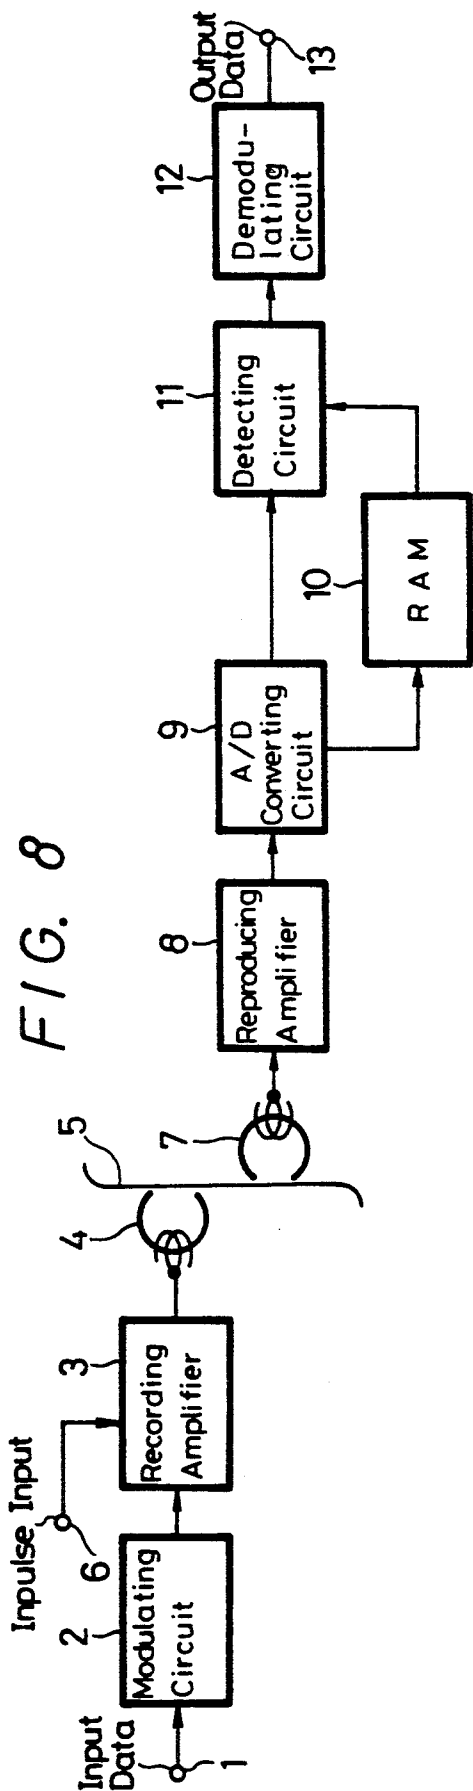 FIG. 8
Input
Data
1
2
Modulating
Circuit
Inpulse Input
6
3
Recording
Amplifier
4
5
7
8
Reproducing
Amplifier
9
A/D
Converting
Circuit
10
RAM
11
Detecting
Circuit
12
Demodu-
lating
Circuit
Output
Data
13